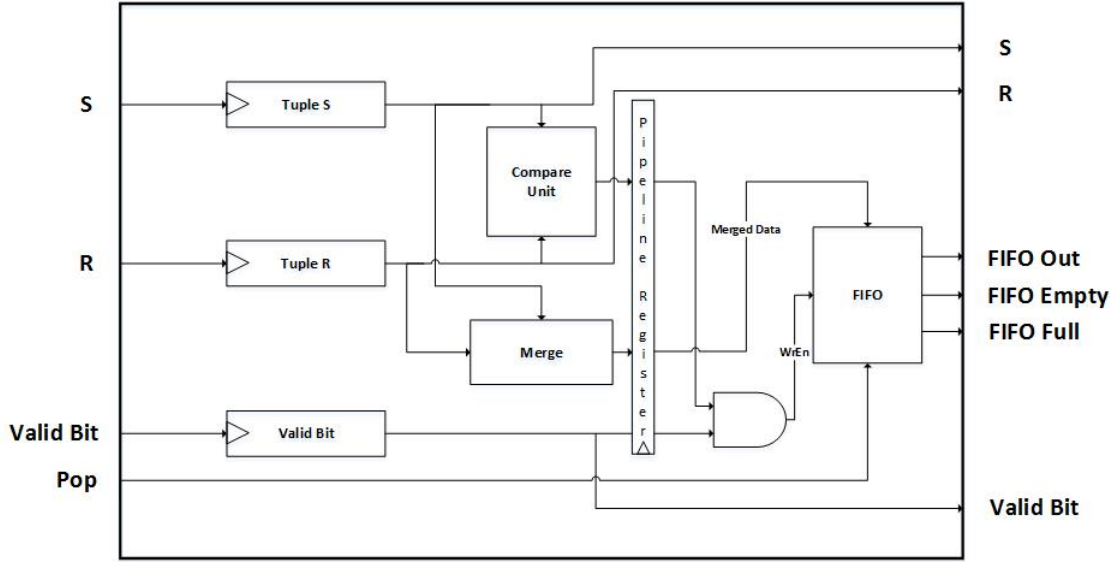 S
R
S
Tuple S
Pipeline Register
Compare
Unit
Merged Data
R
Tuple R
FIFO Out
FIFO
FIFO Empty
FIFO Full
Merge
WrEn
Valid Bit
Valid Bit
Pop
Valid Bit